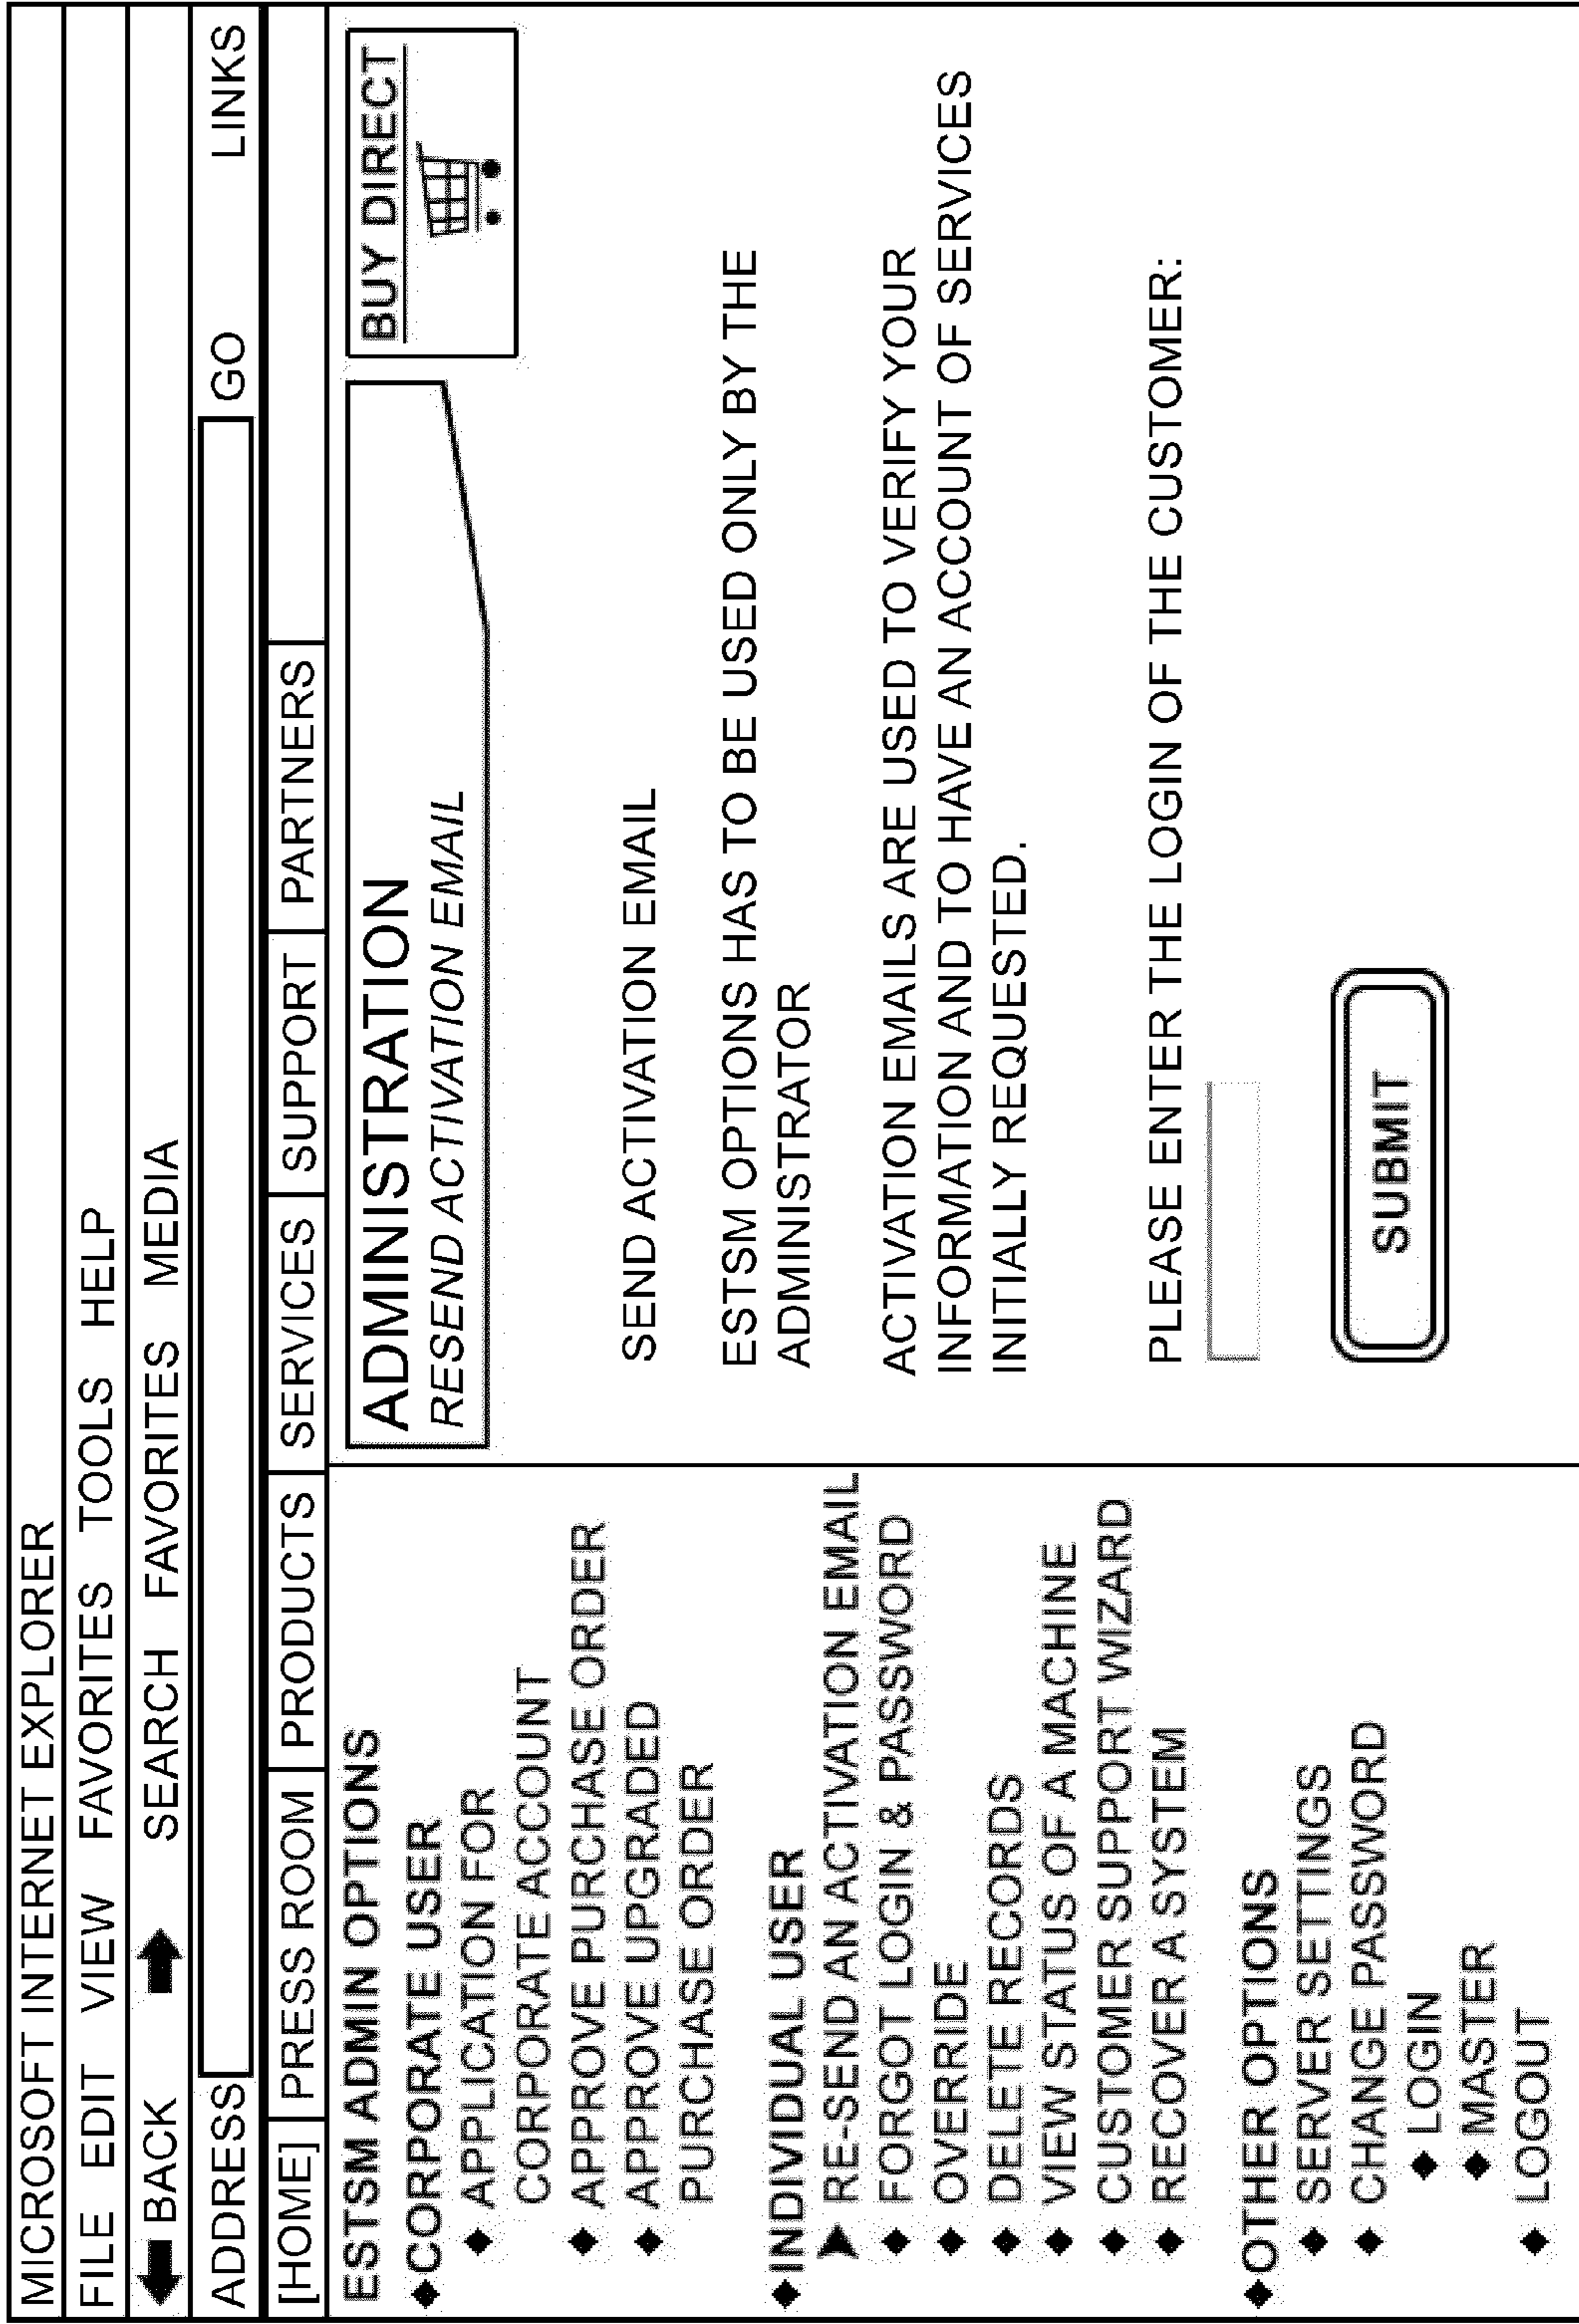 MICROSOFT INTERNET EXPLORER
FILE EDIT VIEW FAVORITES TOOLS HELP
BACK SEARCH FAVORITES MEDIA
ADDRESS GO LINKS
[HOME] PRESS ROOM PRODUCTS SERVICES SUPPORT PARTNERS
ESTSM ADMIN OPTIONS
◆CORPORATE USER
◆ APPLICATION FOR
CORPORATE ACCOUNT
◆ APPROVE PURCHASE ORDER
◆ APPROVE UPGRADED
PURCHASE ORDER
◆INDIVIDUAL USER
➤ RE-SEND AN ACTIVATION EMAIL
◆ FORGOT LOGIN & PASSWORD
◆ OVERRIDE
◆ DELETE RECORDS
◆ VIEW STATUS OF A MACHINE
◆ CUSTOMER SUPPORT WIZARD
◆ RECOVER A SYSTEM
◆OTHER OPTIONS
◆ SERVER SETTINGS
◆ CHANGE PASSWORD
◆ LOGIN
◆ MASTER
◆ LOGOUT
ADMINISTRATION
RESEND ACTIVATION EMAIL
BUY DIRECT
SEND ACTIVATION EMAIL
ESTSM OPTIONS HAS TO BE USED ONLY BY THE
ADMINISTRATOR
ACTIVATION EMAILS ARE USED TO VERIFY YOUR
INFORMATION AND TO HAVE AN ACCOUNT OF SERVICES
INITIALLY REQUESTED.
PLEASE ENTER THE LOGIN OF THE CUSTOMER:
SUBMIT